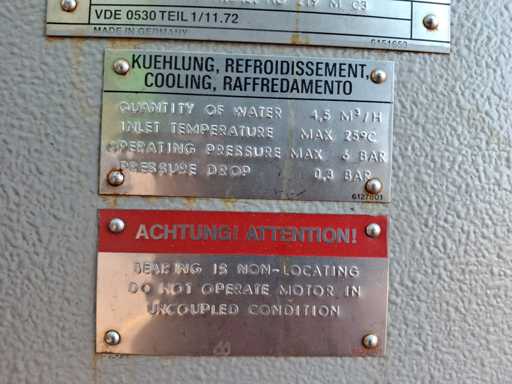 VDE 0530 TEIL 1/11.72
MADE IN GERMANY
6151663
KUEHLUNG, REFROIDISSEMENT,
COOLING, RAFFREDAMENTO
QUANTITY OF WATER 4,5 M³/H
INLET TEMPERATURE MAX 25°C
OPERATING PRESSURE MAX 6 BAR
PRESSURE DROP 0,3 BAR
6127801
ACHTUNG! ATTENTION!
BEARING IS NON-LOCATING
DO NOT OPERATE MOTOR IN
UNCOUPLED CONDITION